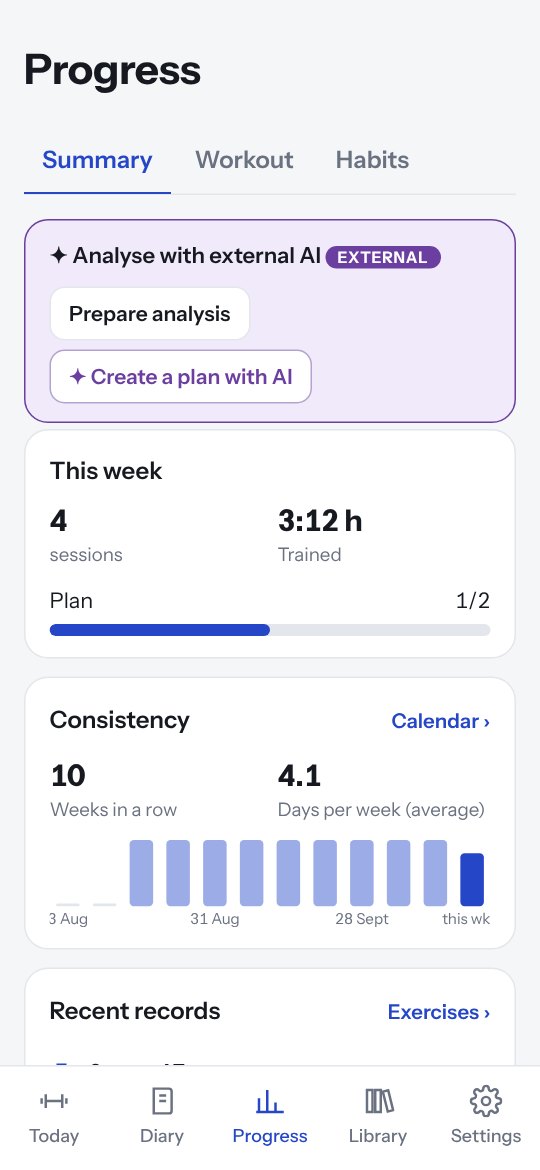 Progress
Summary Workout Habits
✦ Analyse with external AI EXTERNAL
Prepare analysis
✦ Create a plan with AI
This week
4 3:12 h
sessions Trained
Plan 1/2
Consistency Calendar ›
10 4.1
Weeks in a row Days per week (average)
3 Aug 31 Aug 28 Sept this wk
Recent records Exercises ›
Today Diary Progress Library Settings